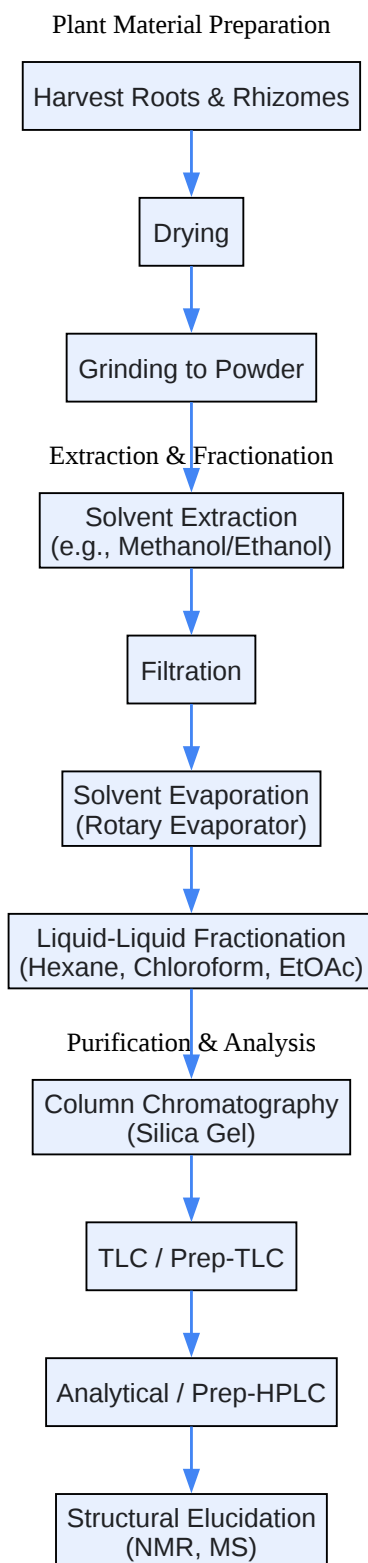 Plant Material Preparation
Harvest Roots & Rhizomes
Drying
Grinding to Powder
Extraction & Fractionation
Solvent Extraction
(e.g., Methanol/Ethanol)
Filtration
Solvent Evaporation
(Rotary Evaporator)
Liquid-Liquid Fractionation
(Hexane, Chloroform, EtOAc)
Purification & Analysis
Column Chromatography
(Silica Gel)
TLC / Prep-TLC
Analytical / Prep-HPLC
Structural Elucidation
(NMR, MS)